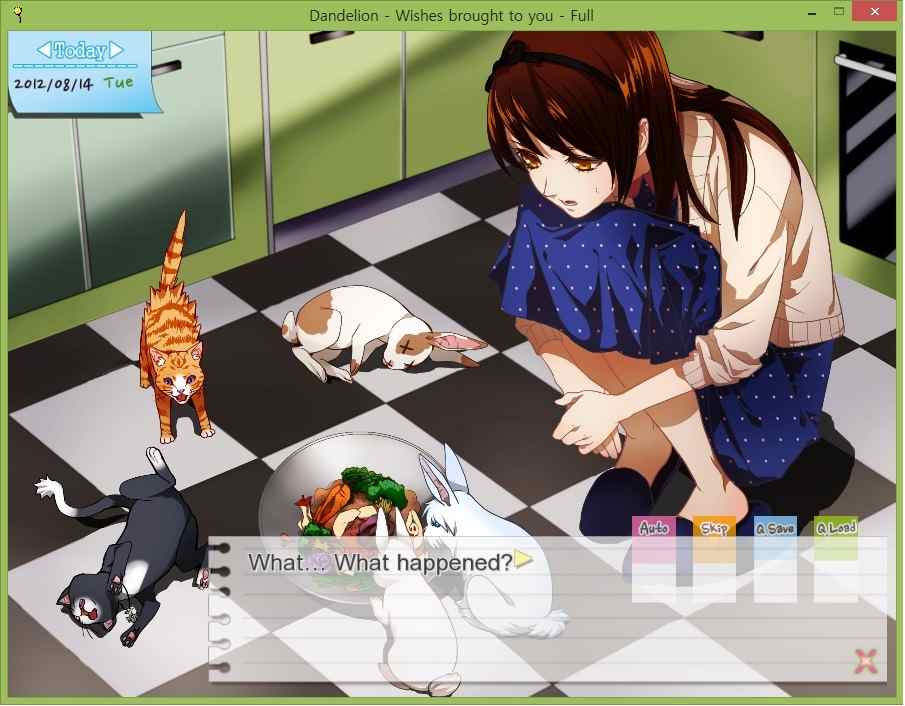 Dandelion - Wishes brought to you - Full
Today
2012/08/14 Tue
Auto Skip Q.Save Q.Load
What... What happened?